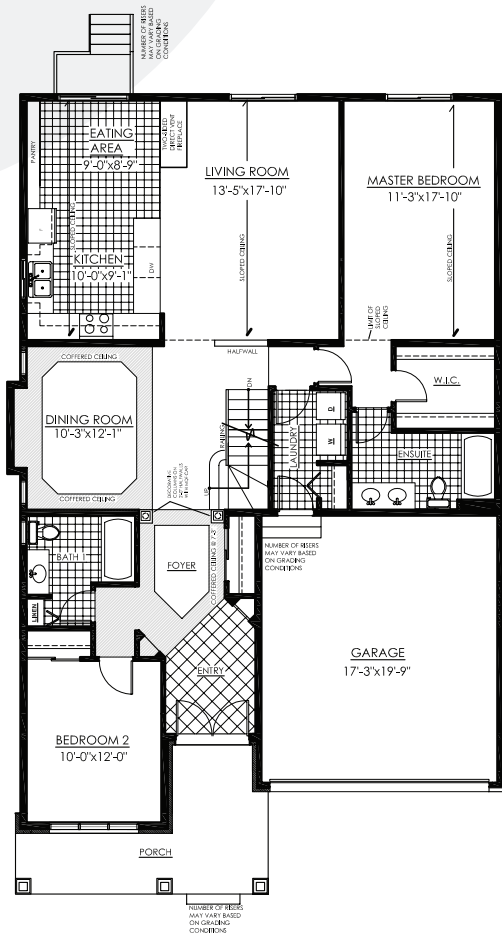 NUMBER OF RISERS
MAY VARY BASED
ON GRADING
CONDITIONS
PANTRY
EATING
AREA
9'-0"x8'-9"
TWO-SIDED
DIRECT VENT
FIREPLACE
LIVING ROOM
13'-5"x17'-10"
MASTER BEDROOM
11'-3"x17'-10"
SLOPED CEILING
SLOPED CEILING
SLOPED CEILING
F
KITCHEN
10'-0"x9'-1"
DW
LIMIT OF
SLOPED
CEILING
HALFWALL
COFFERED CEILING
DINING ROOM
10'-3"x12'-1"
COFFERED CEILING
DN
RAILING
UP
LAUNDRY
D
W
W.I.C.
ENSUITE
BATH 1
LINEN
FOYER
COFFERED CEILING @ 7'-8"
NUMBER OF RISERS
MAY VARY BASED
ON GRADING
CONDITIONS
ENTRY
GARAGE
17'-3"x19'-9"
BEDROOM 2
10'-0"x12'-0"
PORCH
NUMBER OF RISERS
MAY VARY BASED
ON GRADING
CONDITIONS